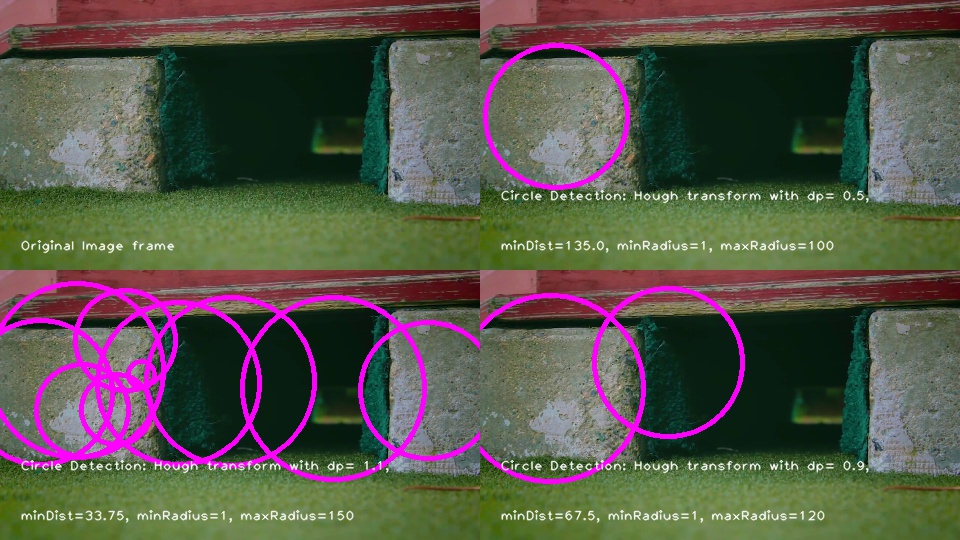 Original Image frame
Circle Detection: Hough transform with dp= 0.5,
minDist=135.0, minRadius=1, maxRadius=100
Circle Detection: Hough transform with dp= 1.1,
minDist=33.75, minRadius=1, maxRadius=150
Circle Detection: Hough transform with dp= 0.9,
minDist=67.5, minRadius=1, maxRadius=120